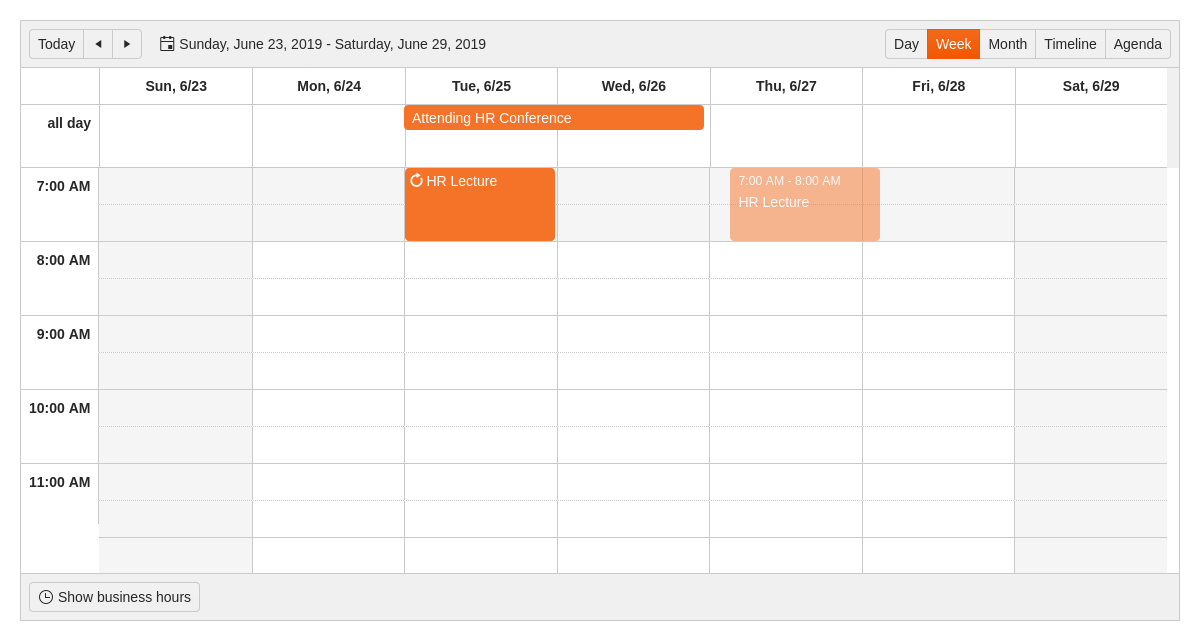 Today
Sunday, June 23, 2019 - Saturday, June 29, 2019
Day Week Month Timeline Agenda
Sun, 6/23 Mon, 6/24 Tue, 6/25 Wed, 6/26 Thu, 6/27 Fri, 6/28 Sat, 6/29
all day
Attending HR Conference
7:00 AM
HR Lecture
7:00 AM - 8:00 AM
HR Lecture
8:00 AM
9:00 AM
10:00 AM
11:00 AM
Show business hours